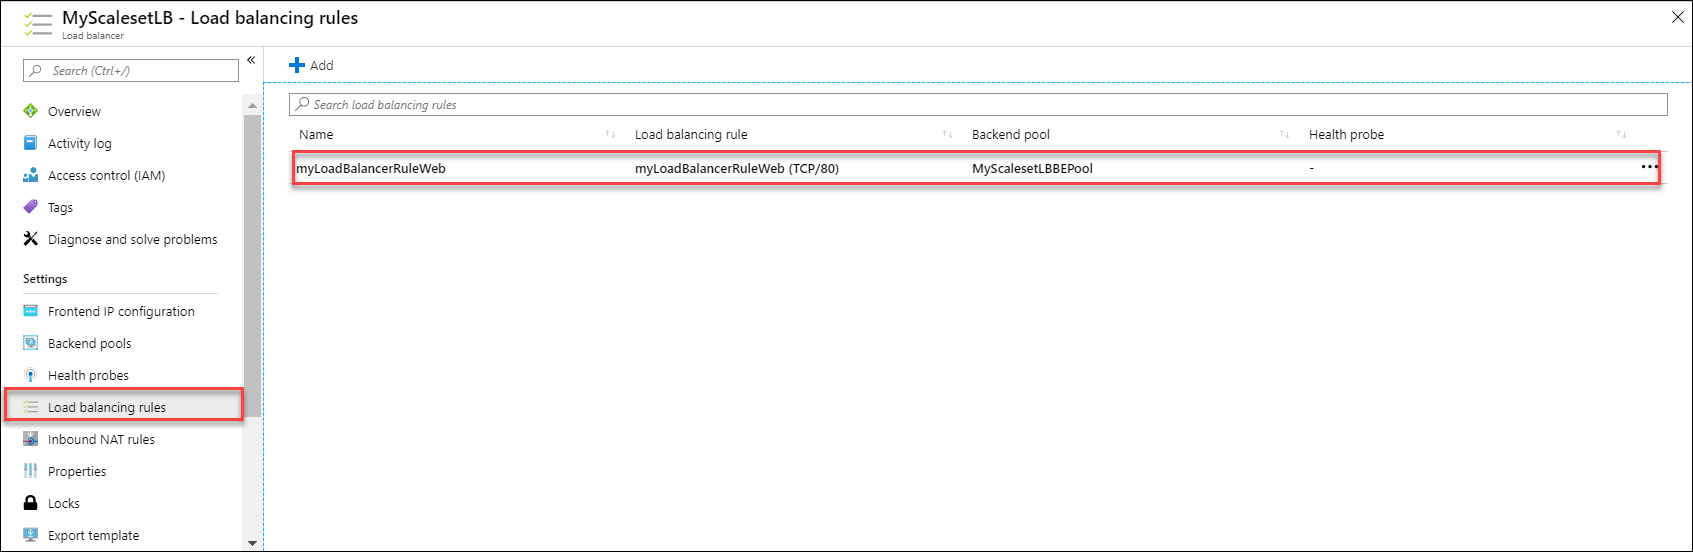 MyScalesetLB - Load balancing rules
Load balancer
Search (Ctrl+/)
«
Overview
Activity log
Access control (IAM)
Tags
Diagnose and solve problems
Settings
Frontend IP configuration
Backend pools
Health probes
Load balancing rules
Inbound NAT rules
Properties
Locks
Export template
Add
Search load balancing rules
Name Load balancing rule Backend pool Health probe
myLoadBalancerRuleWeb myLoadBalancerRuleWeb (TCP/80) MyScalesetLBBEPool - •••